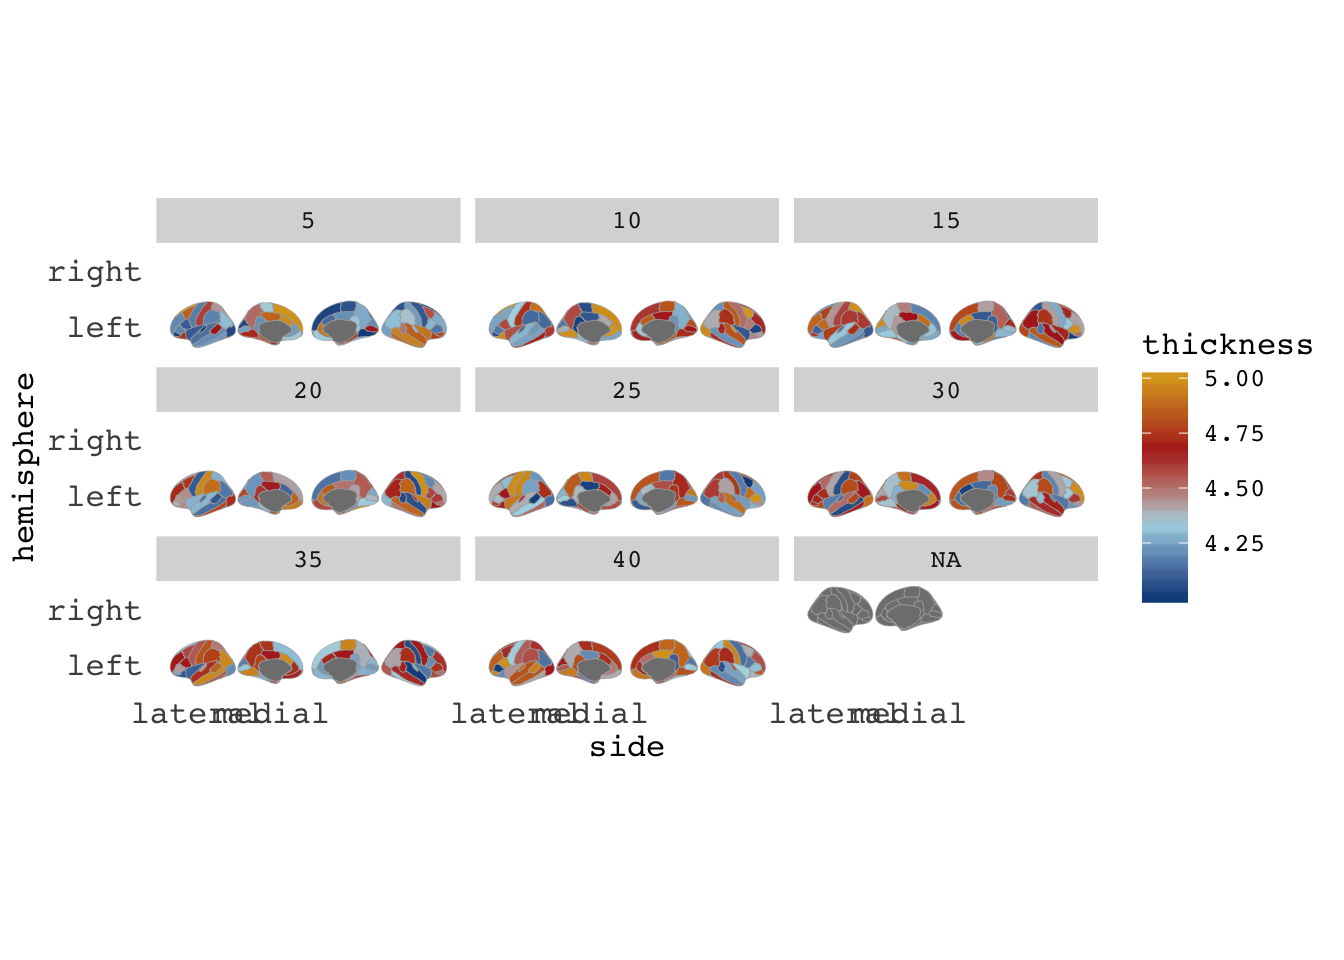 5 10 15
right
left
thickness
5.00
4.75
4.50
4.25
hemisphere
20 25 30
right
left
35 40 NA
right
left
lateral medial lateral medial lateral medial
side